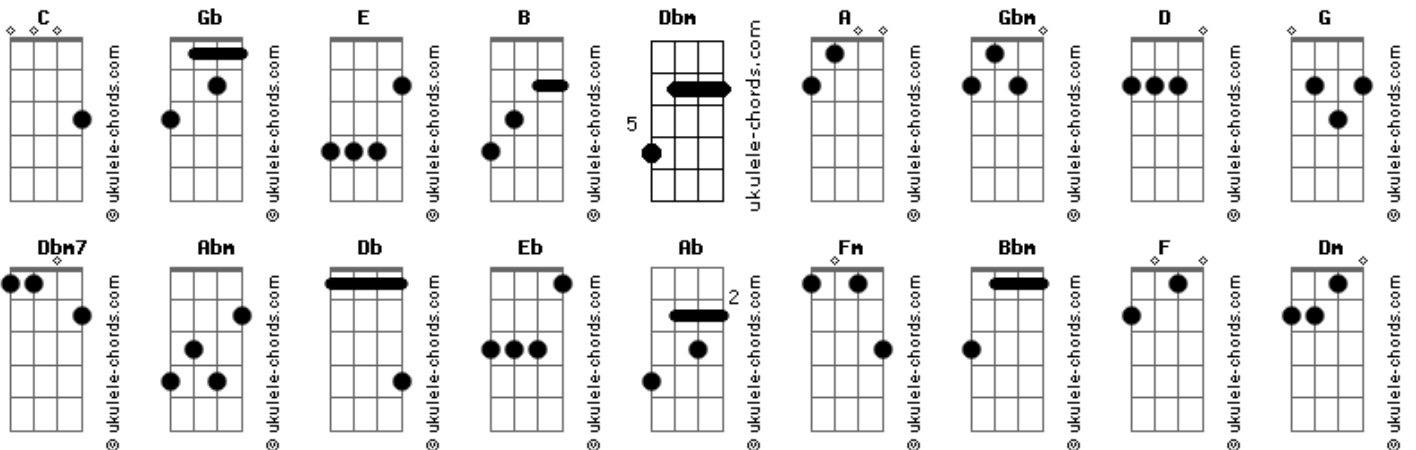 C Gb E B Dbm A Gbm D G
© ukulele-chords.com © ukulele-chords.com © ukulele-chords.com © ukulele-chords.com 5 ukulele-chords.com © ukulele-chords.com © ukulele-chords.com © ukulele-chords.com © ukulele-chords.com
Dbm7 Abm Db Eb Ab Fm Bbm F Dm
© ukulele-chords.com © ukulele-chords.com © ukulele-chords.com © ukulele-chords.com 2 © ukulele-chords.com © ukulele-chords.com © ukulele-chords.com © ukulele-chords.com © ukulele-chords.com